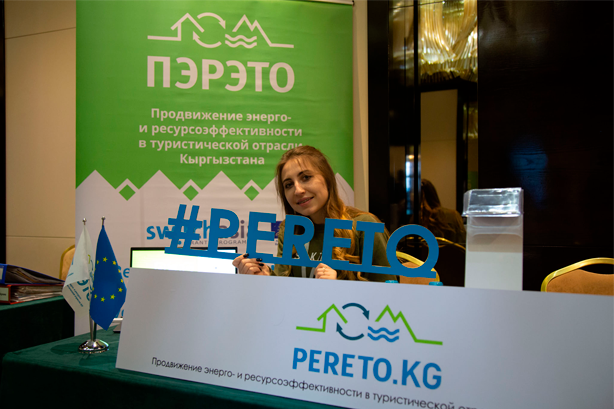 ПЭРЭТО
Продвижение энерго-
и ресурсоэффективности
в туристической отрасли
Кыргызстана
#PERETO
PERETO.KG
Продвижение энерго- и ресурсоэффективности в туристической